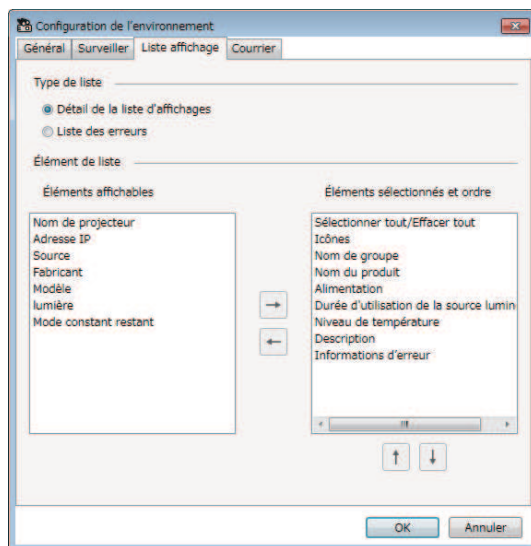 Configuration de l'environnement
Général Surveiller Liste affichage Courrier
Type de liste
Détail de la liste d'affichages
Liste des erreurs
Élément de liste
Éléments affichables
Nom de projecteur
Adresse IP
Source
Fabricant
Modèle
lumière
Mode constant restant
Éléments sélectionnés et ordre
Sélectionner tout/Effacer tout
Icônes
Nom de groupe
Nom du produit
Alimentation
Durée d'utilisation de la source lumin
Niveau de température
Description
Informations d'erreur
OK Annuler